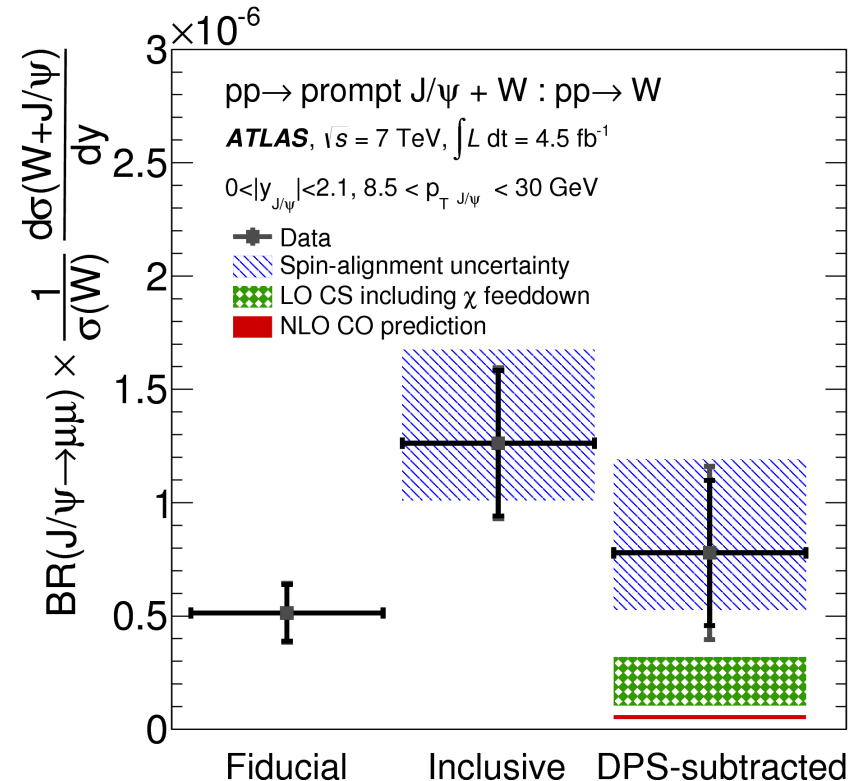 3×10⁻⁶
2.5
2
1.5
1
0.5
0
BR(J/ψ→μμ) × 1/σ(W) dσ(W+J/ψ)/dy
pp→ prompt J/ψ + W : pp→ W
ATLAS, √s = 7 TeV, ∫L dt = 4.5 fb⁻¹
0<|y_J/ψ|<2.1, 8.5 < p_T J/ψ < 30 GeV
Data
Spin-alignment uncertainty
LO CS including χ feeddown
NLO CO prediction
Fiducial Inclusive DPS-subtracted